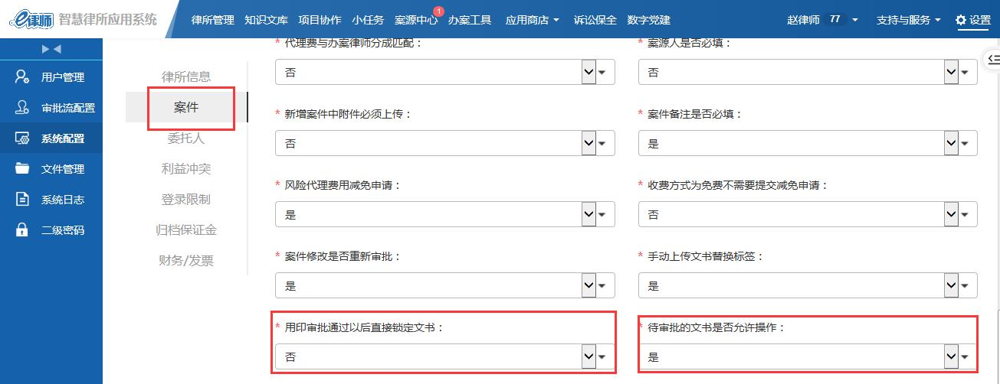 e律师 智慧律所应用系统 律所管理 知识文库 项目协作 小任务 案源中心 1 办案工具 应用商店 诉讼保全 数字党建 赵律师 77 支持与服务 设置
用户管理
审批流配置
系统配置
文件管理
系统日志
二级密码
律所信息
案件
委托人
利益冲突
登录限制
归档保证金
财务/发票
* 代理费与办案律师分成匹配： * 案源人是否必填：
否 否
* 新增案件中附件必须上传： * 案件备注是否必填：
否 是
* 风险代理费用减免申请： * 收费方式为免费不需要提交减免申请：
是 否
* 案件修改是否重新审批： * 手动上传文书替换标签：
是 是
* 用印审批通过以后直接锁定文书： * 待审批的文书是否允许操作：
否 是